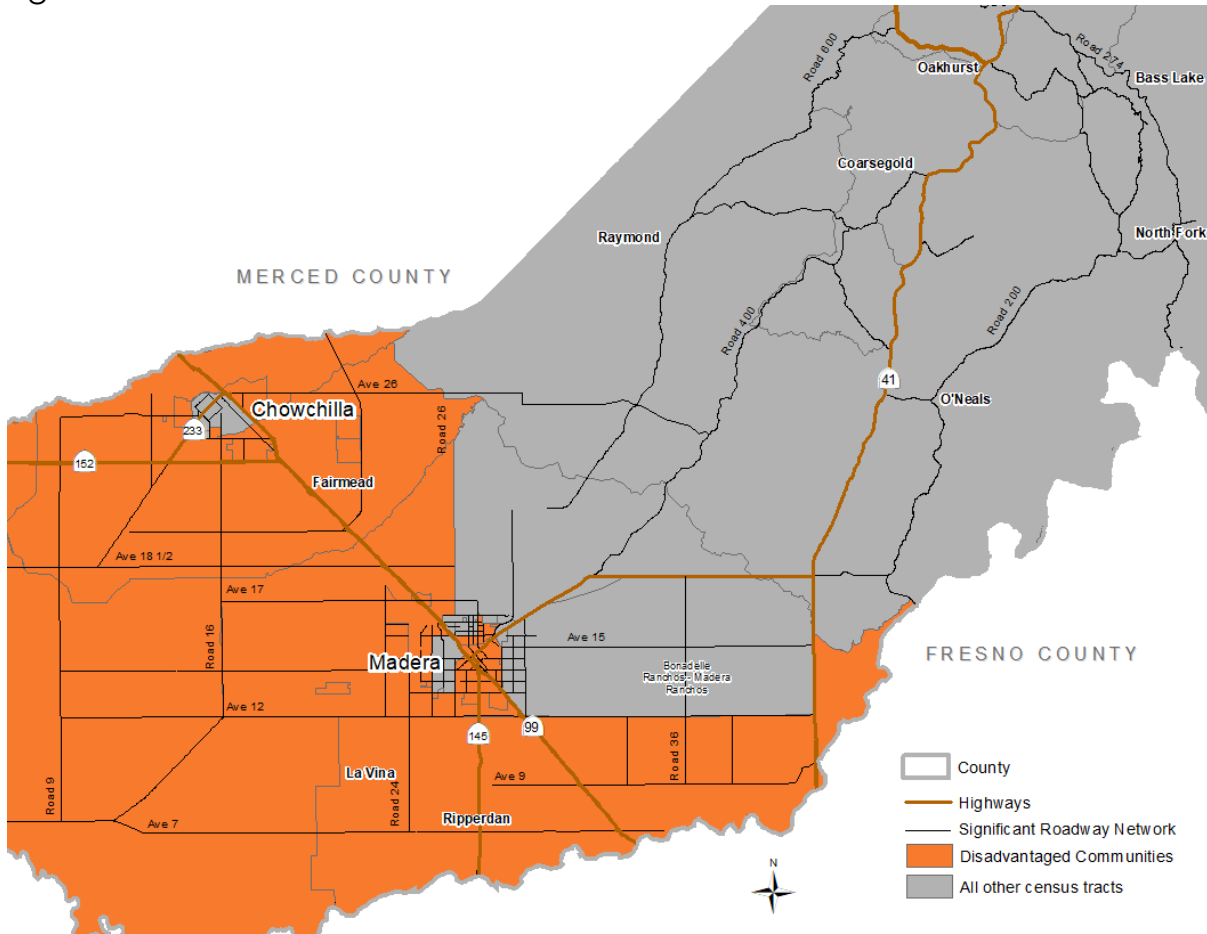 Road 600
Oakhurst
Road 274
Bass Lake
Coarsegold
Raymond
North Fork
MERCED COUNTY
Road 400
Road 200
41
Ave 26
O'Neals
Chowchilla
Road 26
233
152
Fairmead
Ave 18 1/2
Ave 17
Road 16
Ave 15
Madera
FRESNO COUNTY
Bonadelle
Ranchos - Madera
Ranchos
Ave 12
99
145
Road 36
La Vina
Road 9
Road 24
Ave 9
Ripperdan
Ave 7
County
Highways
Significant Roadway Network
Disadvantaged Communities
All other census tracts
N